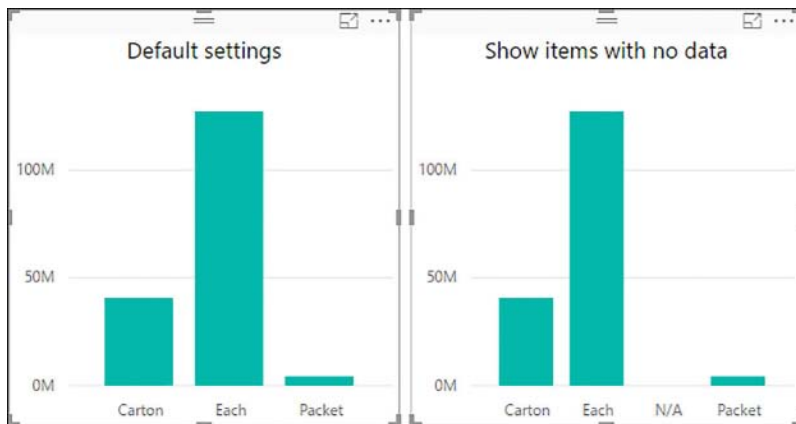 Default settings
100M
50M
0M
Carton Each Packet
Show items with no data
100M
50M
0M
Carton Each N/A Packet